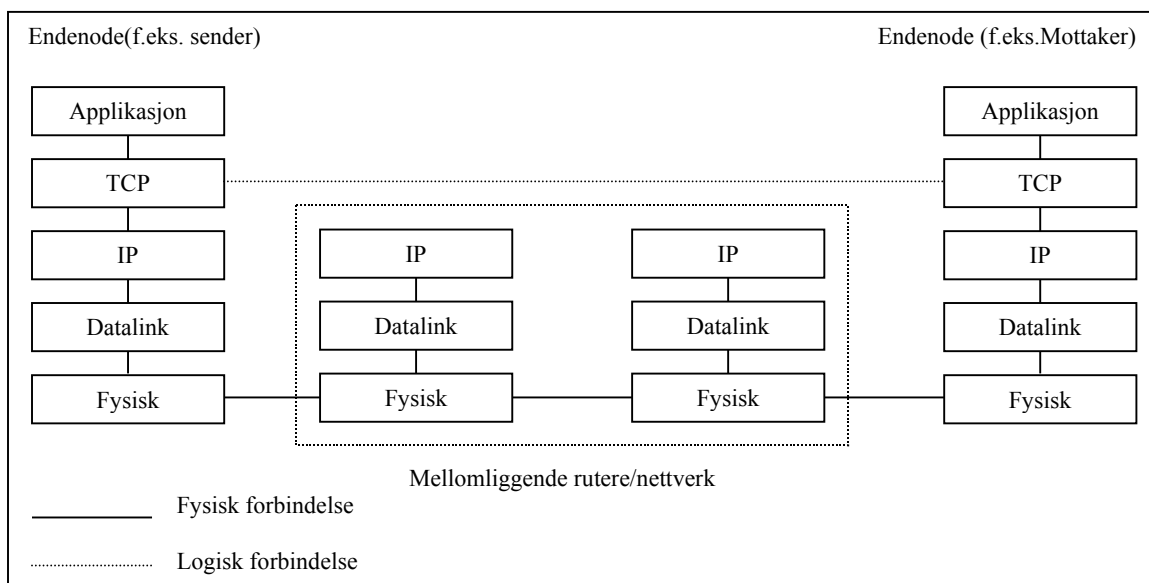 Endenode(f.eks. sender)
Endenode (f.eks.Mottaker)
Applikasjon
Applikasjon
TCP
TCP
IP
IP
IP
IP
Datalink
Datalink
Datalink
Datalink
Fysisk
Fysisk
Fysisk
Fysisk
Mellomliggende rutere/nettverk
Fysisk forbindelse
Logisk forbindelse